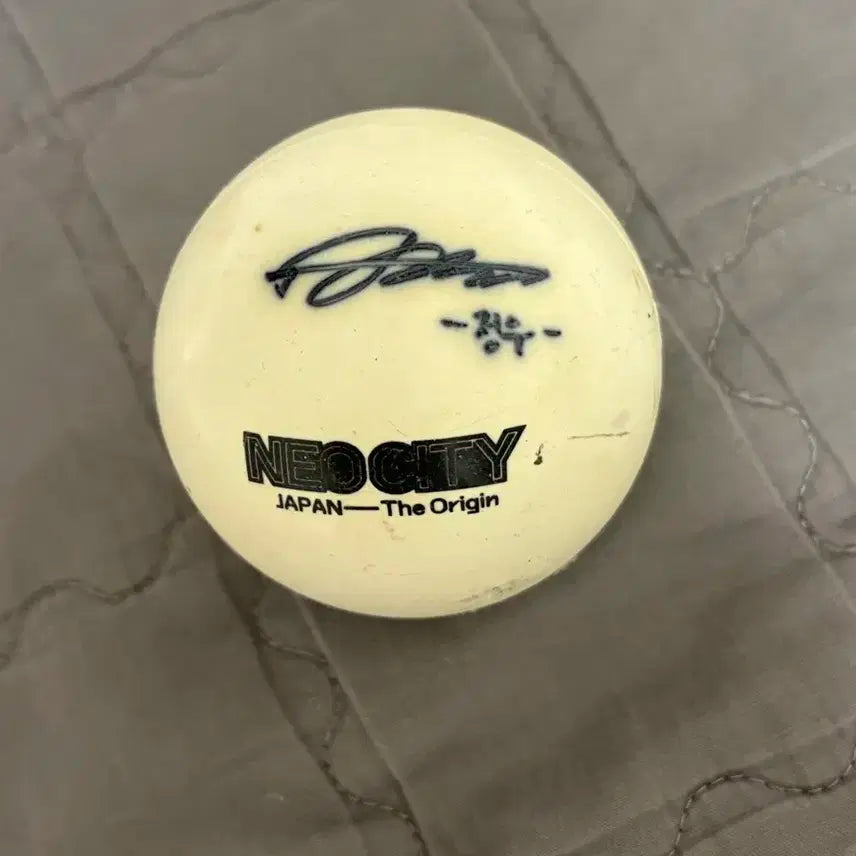 -정우-
NEO CITY
JAPAN—The Origin